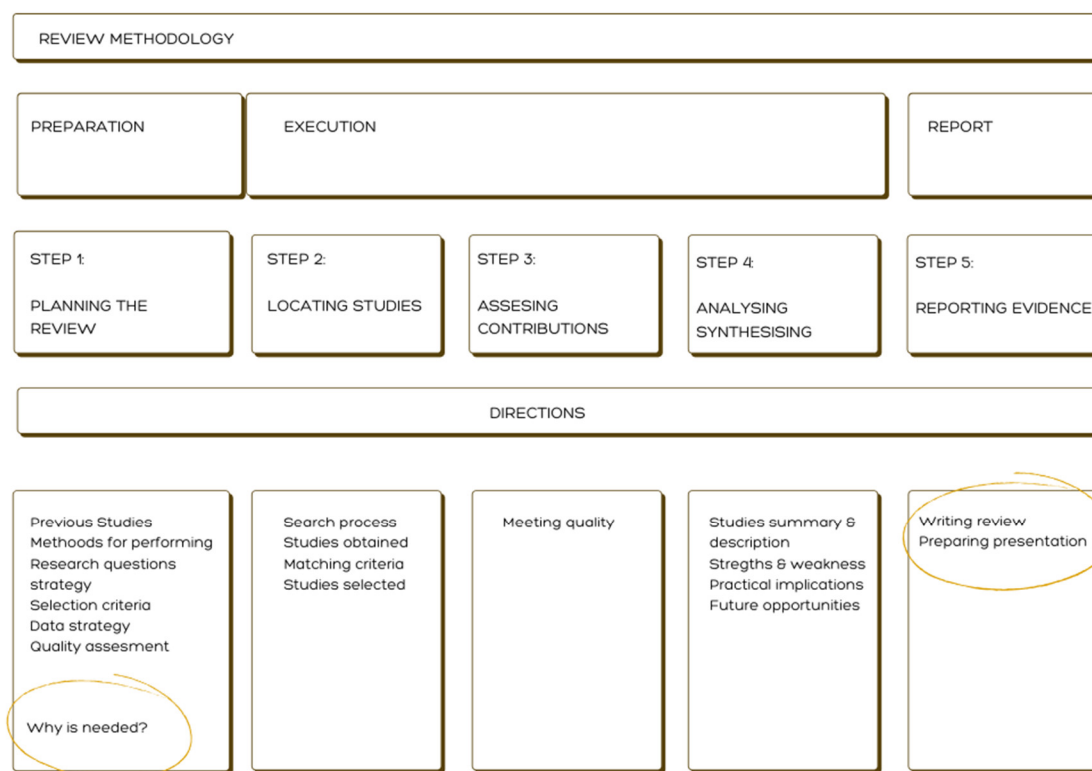 REVIEW METHODOLOGY
PREPARATION
EXECUTION
REPORT
STEP 1:
PLANNING THE
REVIEW
STEP 2:
LOCATING STUDIES
STEP 3:
ASSESING
CONTRIBUTIONS
STEP 4:
ANALYSING
SYNTHESISING
STEP 5:
REPORTING EVIDENCE
DIRECTIONS
Previous Studies
Methoods for performing
Research questions
strategy
Selection criteria
Data strategy
Quality assesment
Why is needed?
Search process
Studies obtained
Matching criteria
Studies selected
Meeting quality
Studies summary &
description
Stregths & weakness
Practical implications
Future opportunities
Writing review
Preparing presentation